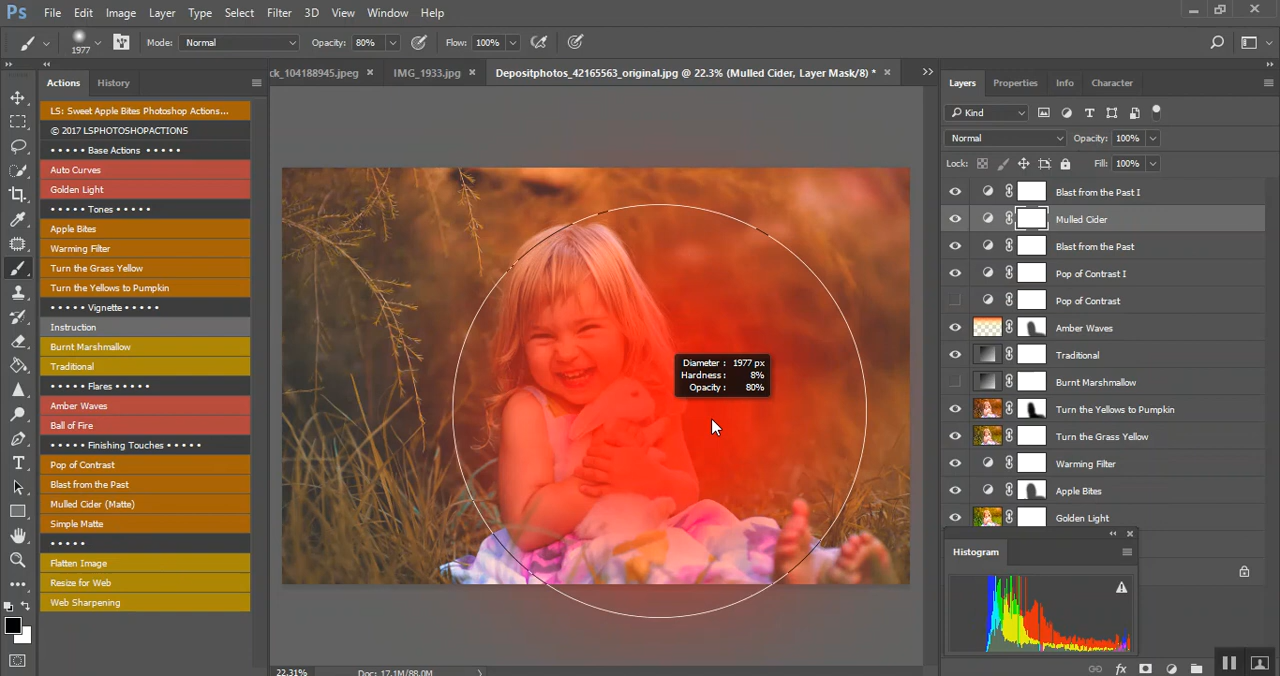 Ps File Edit Image Layer Type Select Filter 3D View Window Help
1977 Mode: Normal Opacity: 80% Flow: 100%
Actions History
ck_104188945.jpeg × IMG_1933.jpg × Depositphotos_42165563_original.jpg @ 22.3% (Mulled Cider, Layer Mask/8) * ×
Layers Properties Info Character
LS: Sweet Apple Bites Photoshop Actions...
© 2017 LSPHOTOSHOPACTIONS
• • • • • Base Actions • • • • •
Auto Curves
Golden Light
• • • • • Tones • • • • •
Apple Bites
Warming Filter
Turn the Grass Yellow
Turn the Yellows to Pumpkin
• • • • • Vignette • • • • •
Instruction
Burnt Marshmallow
Traditional
• • • • • Flares • • • • •
Amber Waves
Ball of Fire
• • • • • Finishing Touches • • • • •
Pop of Contrast
Blast from the Past
Mulled Cider (Matte)
Simple Matte
• • • • •
Flatten Image
Resize for Web
Web Sharpening
Diameter : 1977 px
Hardness : 8%
Opacity : 80%
Kind
Normal Opacity: 100%
Lock: Fill: 100%
Blast from the Past I
Mulled Cider
Blast from the Past
Pop of Contrast I
Pop of Contrast
Amber Waves
Traditional
Burnt Marshmallow
Turn the Yellows to Pumpkin
Turn the Grass Yellow
Warming Filter
Apple Bites
Golden Light
Histogram
22.31% Doc: 17.1M/88.0M
fx